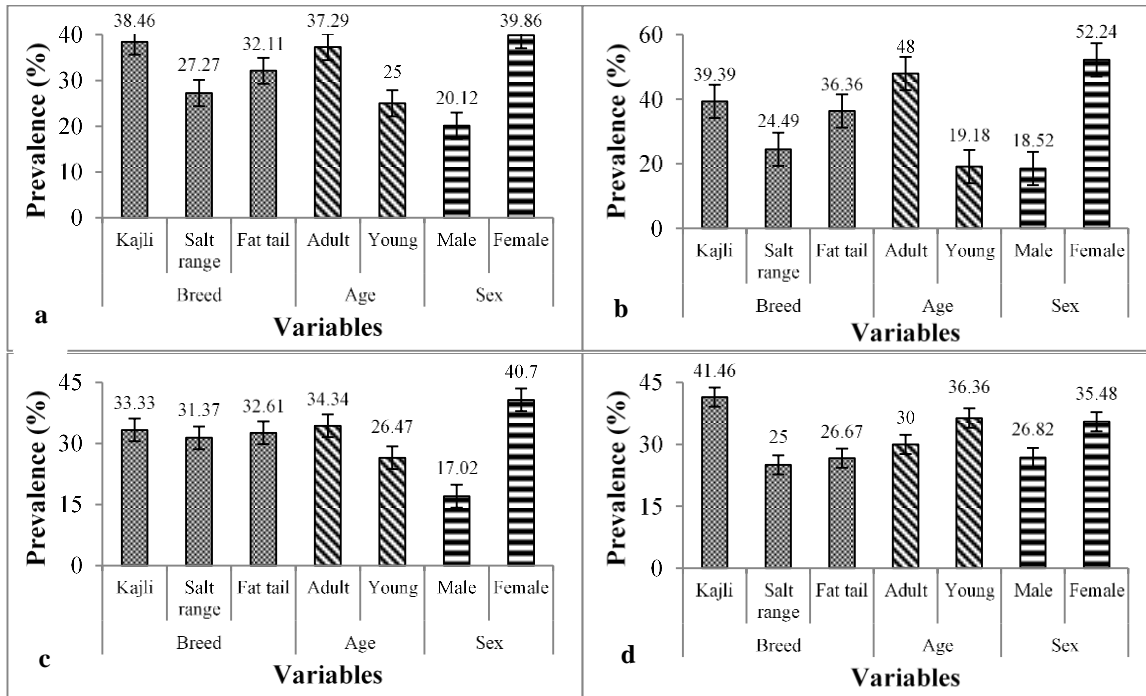 38.46
27.27
32.11
37.29
25
20.12
39.86
40
30
20
10
0
Prevalence (%)
Kajli
Salt
range
Fat tail
Adult
Young
Male
Female
Breed
Age
Sex
a
Variables
39.39
24.49
36.36
48
19.18
18.52
52.24
60
40
20
0
Prevalence (%)
Kajli
Salt
range
Fat tail
Adult
Young
Male
Female
Breed
Age
Sex
b
Variables
33.33
31.37
32.61
34.34
26.47
17.02
40.7
45
30
15
0
Prevalence (%)
Kajli
Salt
range
Fat tail
Adult
Young
Male
Female
Breed
Age
Sex
c
Variables
41.46
25
26.67
30
36.36
26.82
35.48
45
30
15
0
Prevalence (%)
Kajli
Salt
range
Fat tail
Adult
Young
Male
Female
Breed
Age
Sex
d
Variables